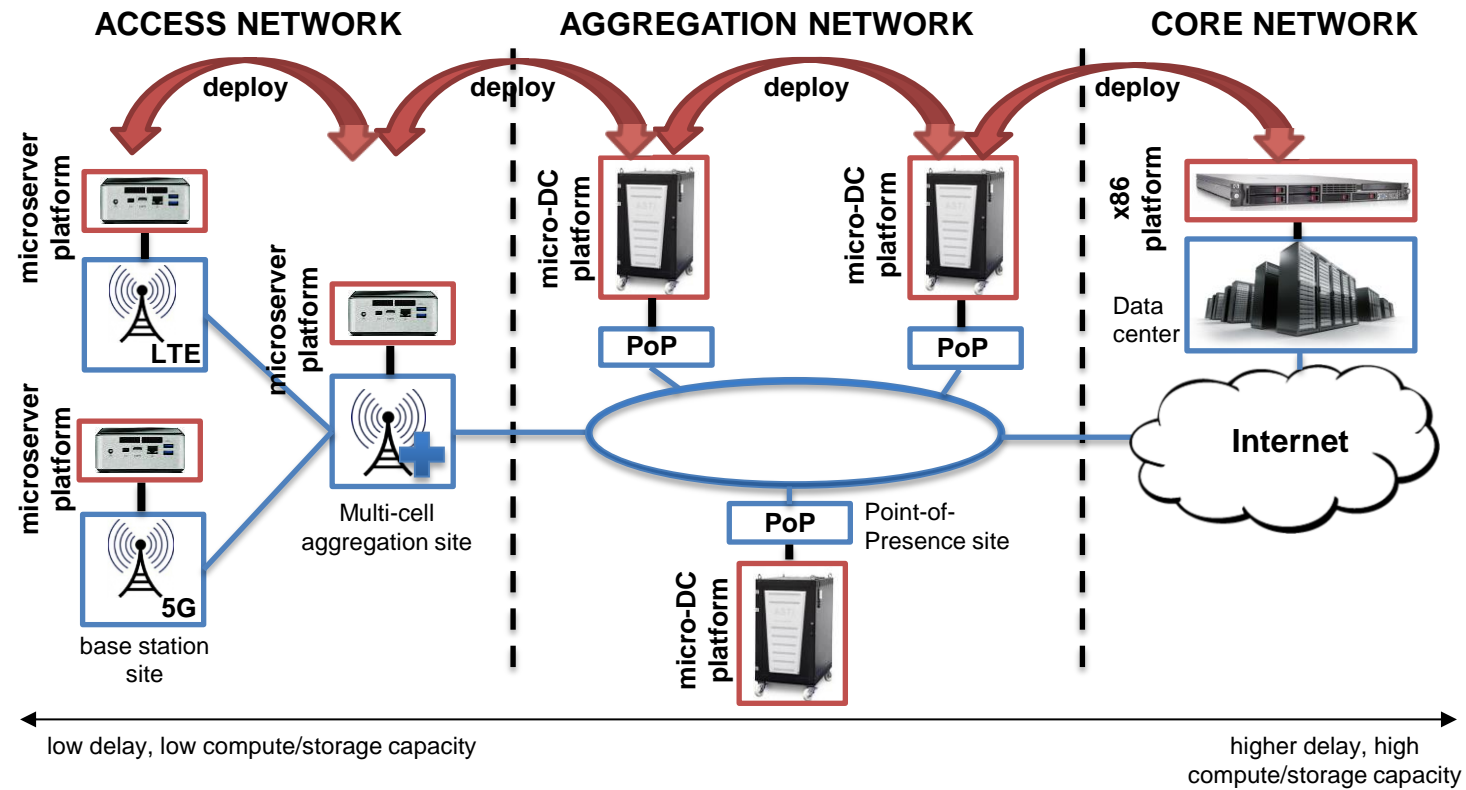 ACCESS NETWORK
AGGREGATION NETWORK
CORE NETWORK
deploy
deploy
deploy
deploy
microserver
platform
LTE
microserver
platform
5G
base station
site
microserver
platform
Multi-cell
aggregation site
micro-DC
platform
PoP
micro-DC
platform
PoP
PoP
Point-of-
Presence site
micro-DC
platform
x86
platform
Data
center
Internet
low delay, low compute/storage capacity
higher delay, high
compute/storage capacity